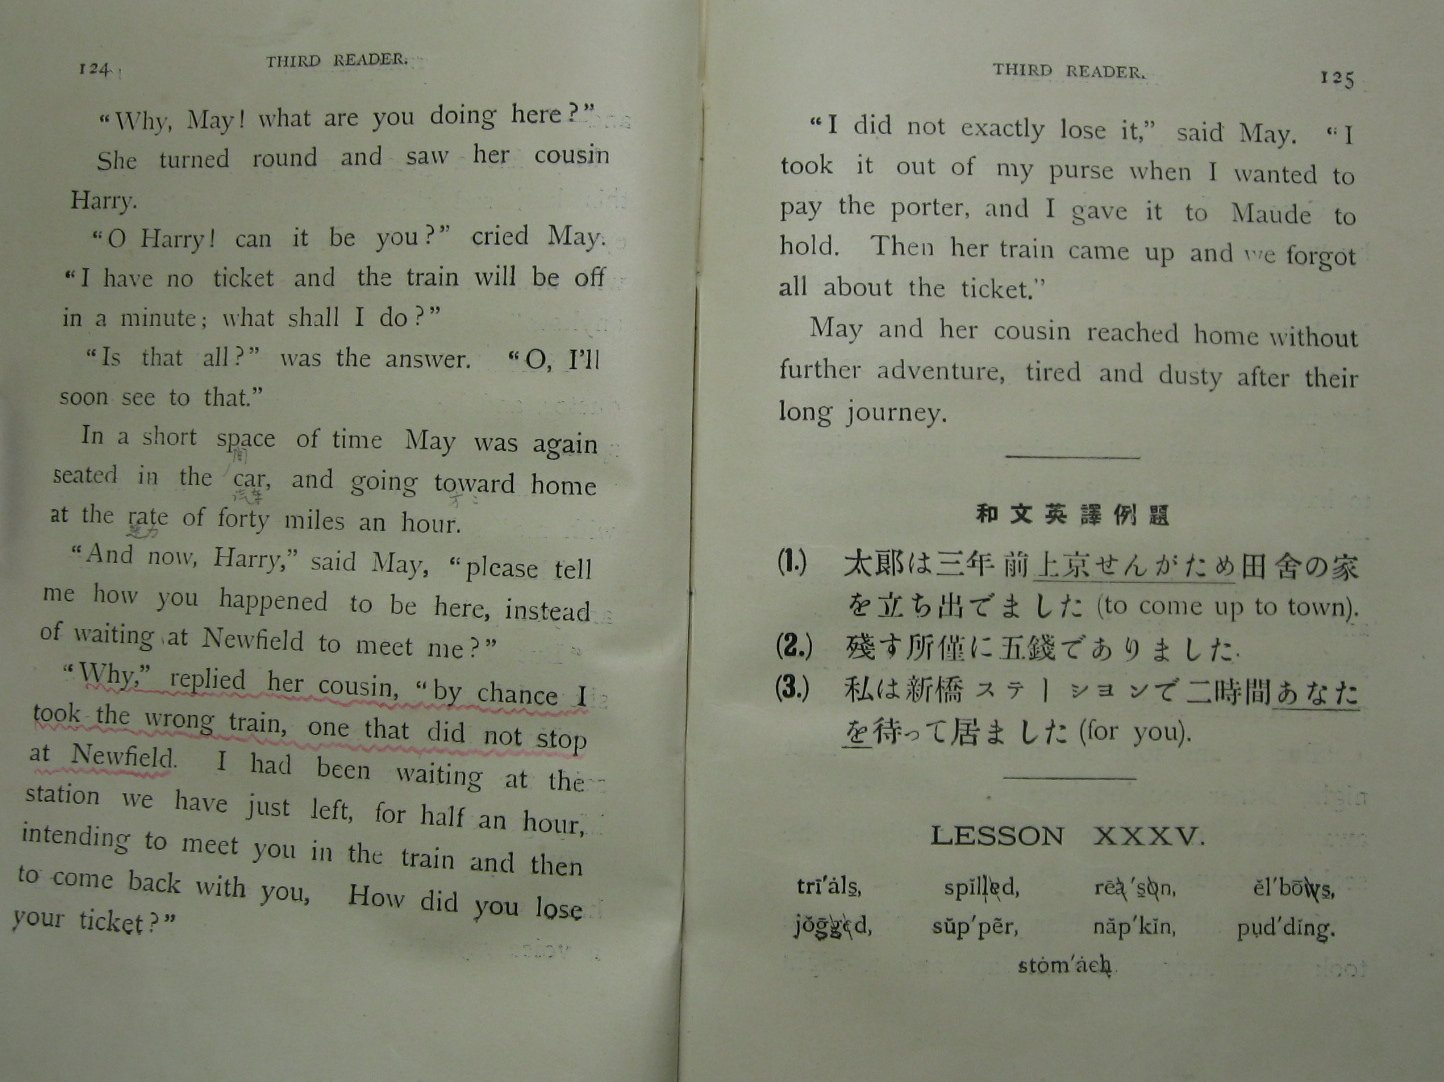 124
THIRD READER.
“Why, May! what are you doing here?”
She turned round and saw her cousin
Harry.
“O Harry! can it be you?” cried May.
“I have no ticket and the train will be off
in a minute; what shall I do?”
“Is that all?” was the answer. “O, I’ll
soon see to that.”
In a short space of time May was again
間
seated in the car, and going toward home
汽車
at the rate of forty miles an hour.
“And now, Harry,” said May, “please tell
me how you happened to be here, instead
of waiting at Newfield to meet me?”
“Why,” replied her cousin, “by chance I
took the wrong train, one that did not stop
at Newfield. I had been waiting at the
station we have just left, for half an hour,
intending to meet you in the train and then
to come back with you, How did you lose
your ticket?”
THIRD READER.
125
“I did not exactly lose it,” said May. “I
took it out of my purse when I wanted to
pay the porter, and I gave it to Maude to
hold. Then her train came up and we forgot
all about the ticket.”
May and her cousin reached home without
further adventure, tired and dusty after their
long journey.
和文英譯例題
(1.) 太郞は三年前上京せんがため田舍の家
を立ち出でました (to come up to town).
(2.) 殘す所僅に五錢でありました.
(3.) 私は新橋ステーションで二時間あなた
を待って居ました (for you).
LESSON XXXV.
trī′ȧls̱, spĭlled, rēa′s̱on, ĕl′bōws̱,
jŏḡḡed, sŭp′pẽr, năp′kĭn, pu̩d′dĭng.
stȯm′ȧeh.